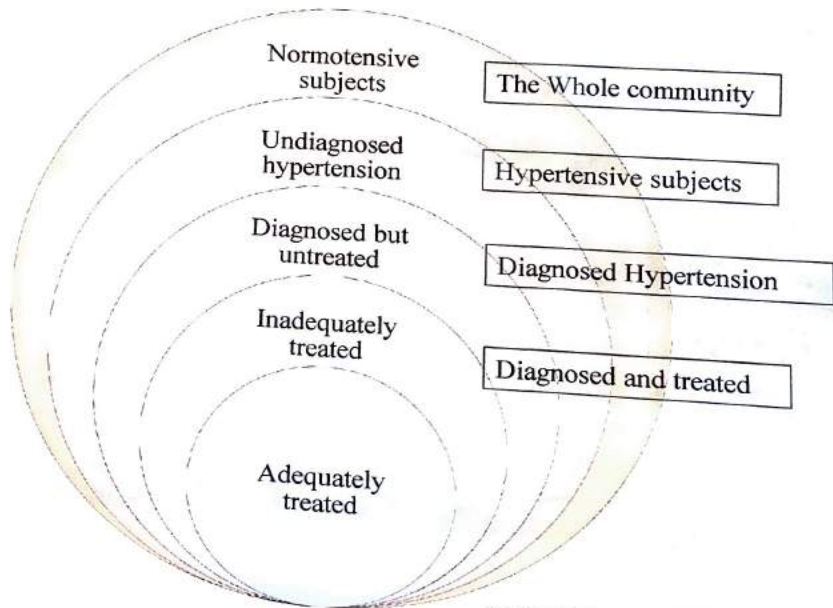 Normotensive
subjects
The Whole community
Undiagnosed
hypertension
Hypertensive subjects
Diagnosed but
untreated
Diagnosed Hypertension
Inadequately
treated
Diagnosed and treated
Adequately
treated